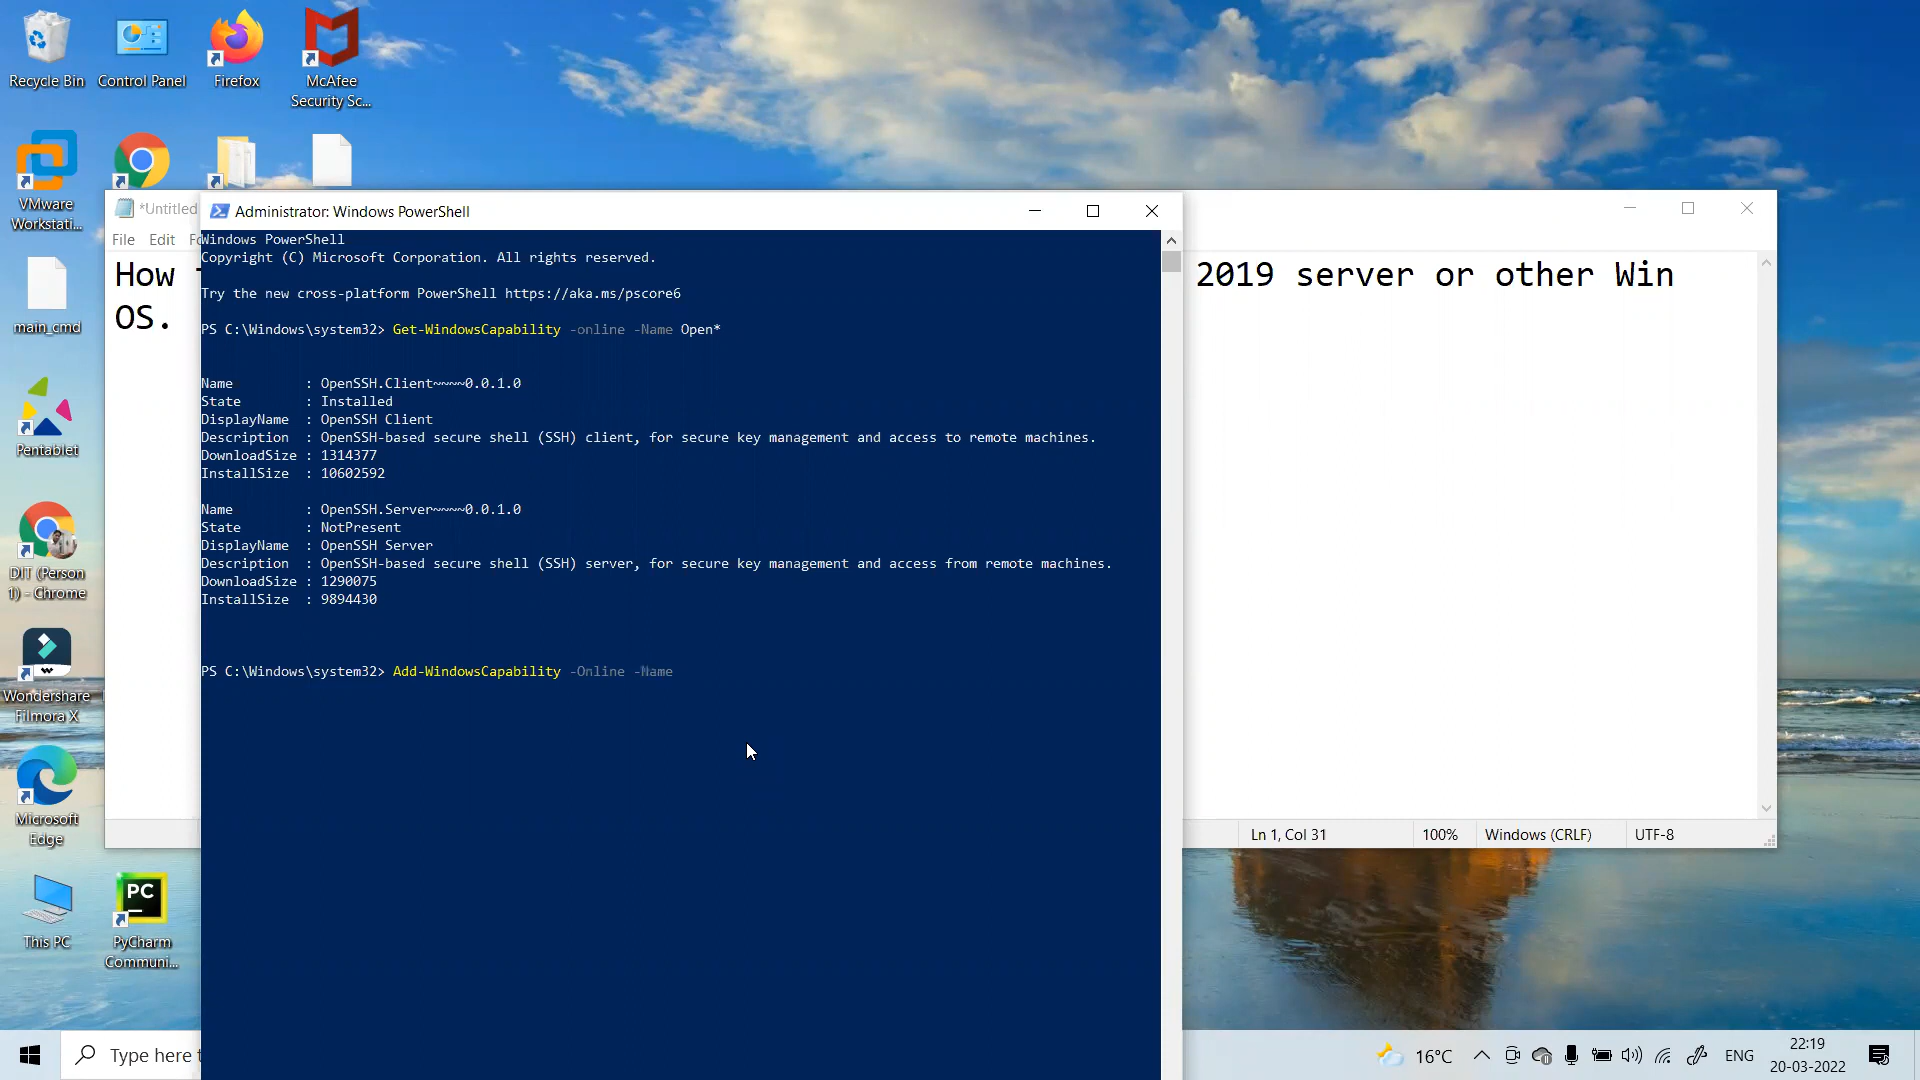 Recycle Bin
Control Panel
Firefox
McAfee
Security Sc...
VMware
Workstati...
main_cmd
Pentablet
DIT (Person
1) - Chrome
Wondershare
Filmora X
Microsoft
Edge
This PC
PC
PyCharm
Communi...
*Untitled
File Edit
How
2019 server or other Win
OS.
Ln 1, Col 31
100%
Windows (CRLF)
UTF-8
Administrator: Windows PowerShell
Windows PowerShell
Copyright (C) Microsoft Corporation. All rights reserved.
Try the new cross-platform PowerShell https://aka.ms/pscore6
PS C:\Windows\system32> Get-WindowsCapability -online -Name Open*
Name : OpenSSH.Client~~~~0.0.1.0
State : Installed
DisplayName : OpenSSH Client
Description : OpenSSH-based secure shell (SSH) client, for secure key management and access to remote machines.
DownloadSize : 1314377
InstallSize : 10602592
Name : OpenSSH.Server~~~~0.0.1.0
State : NotPresent
DisplayName : OpenSSH Server
Description : OpenSSH-based secure shell (SSH) server, for secure key management and access from remote machines.
DownloadSize : 1290075
InstallSize : 9894430
PS C:\Windows\system32> Add-WindowsCapability -Online -Name
Type here
16°C
ENG
22:19
20-03-2022